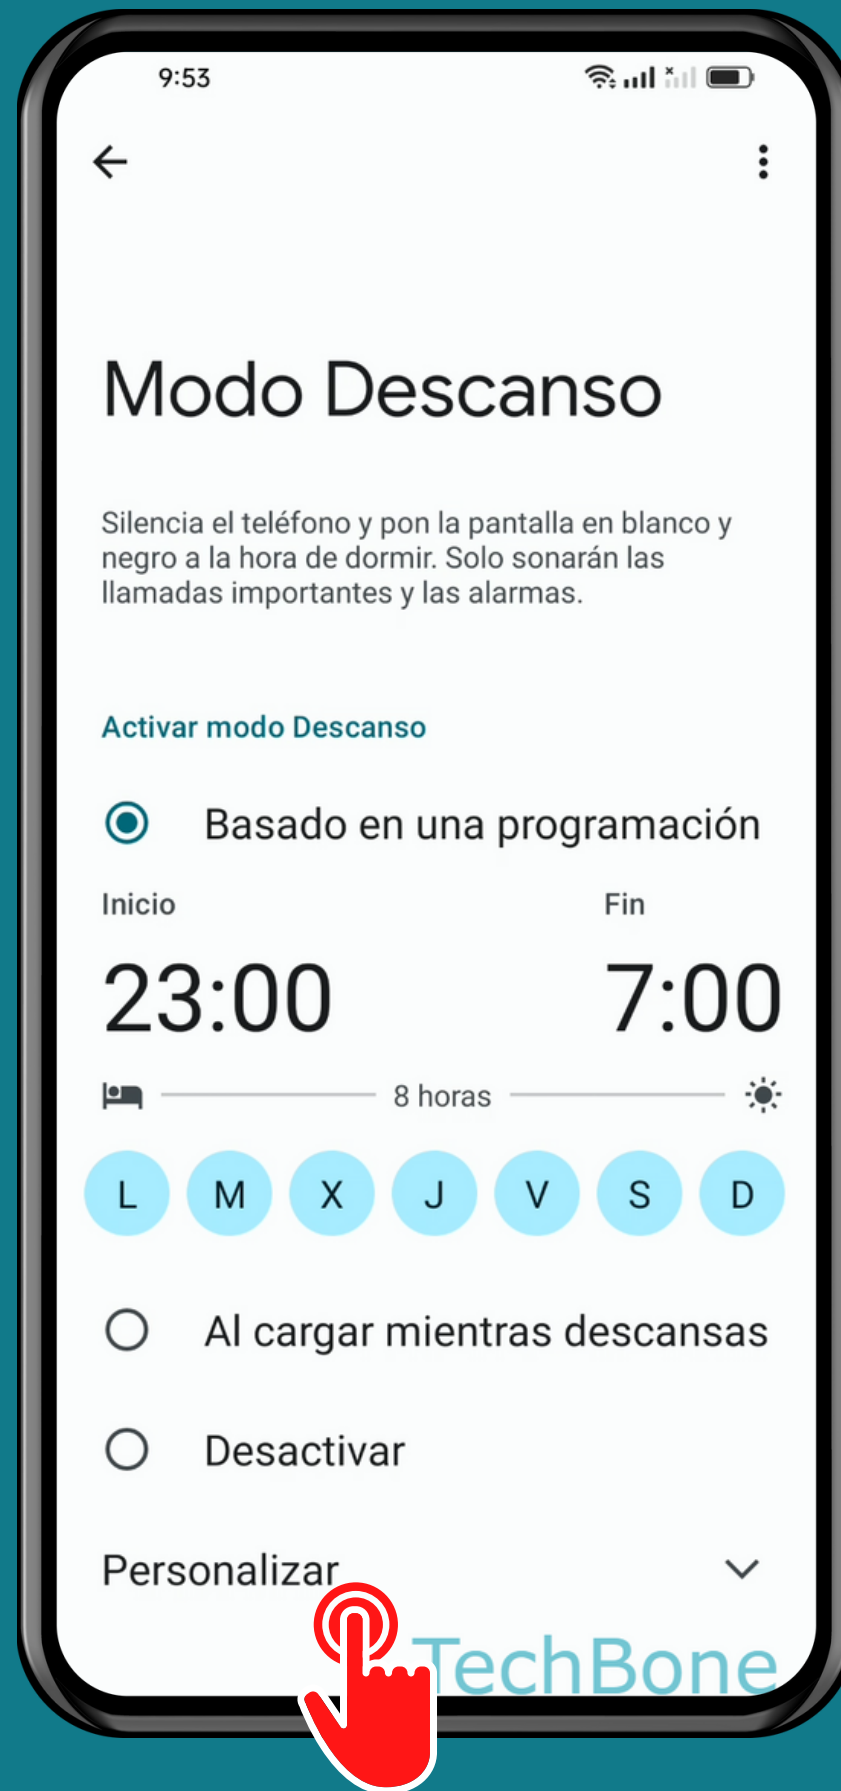 9:53
Modo Descanso
Silencia el teléfono y pon la pantalla en blanco y
negro a la hora de dormir. Solo sonarán las
llamadas importantes y las alarmas.
Activar modo Descanso
Basado en una programación
Inicio Fin
23:00 7:00
8 horas
L M X J V S D
Al cargar mientras descansas
Desactivar
Personalizar
TechBone